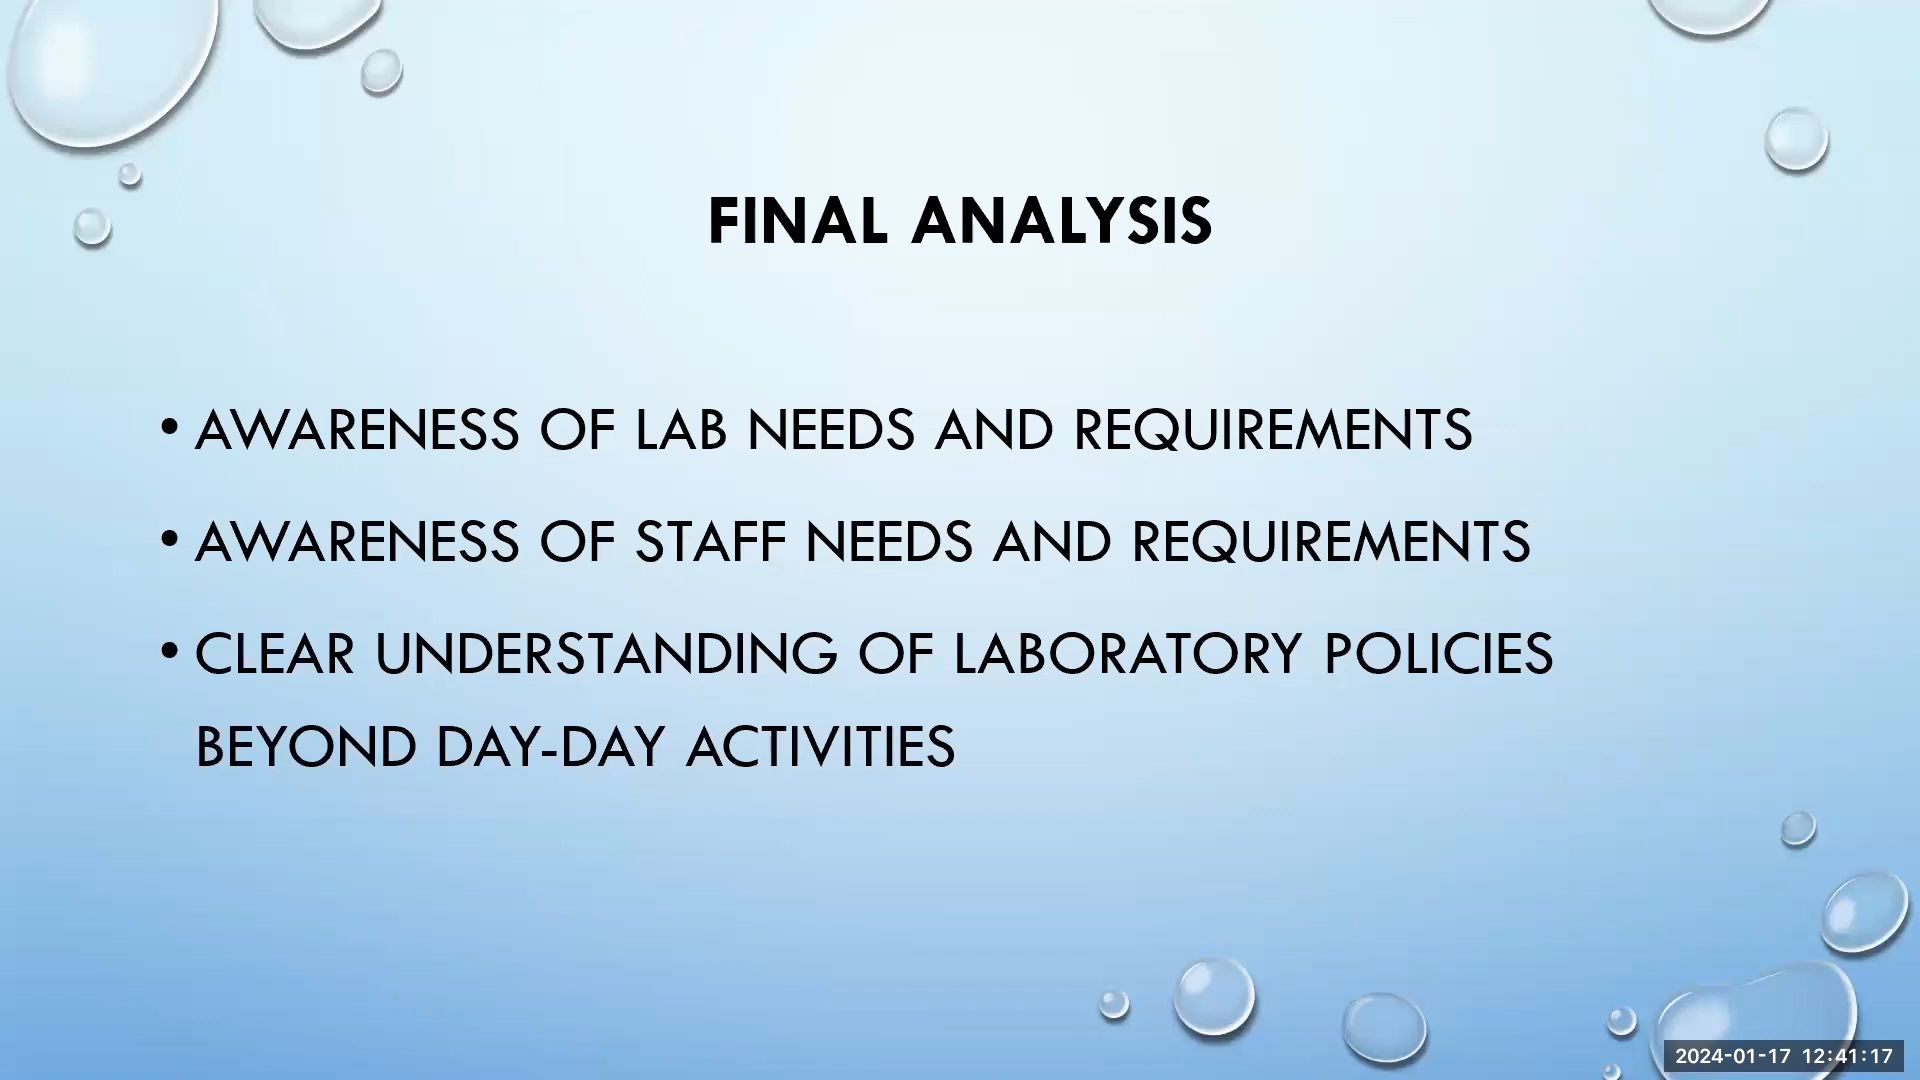 FINAL ANALYSIS
• AWARENESS OF LAB NEEDS AND REQUIREMENTS
• AWARENESS OF STAFF NEEDS AND REQUIREMENTS
• CLEAR UNDERSTANDING OF LABORATORY POLICIES
BEYOND DAY-DAY ACTIVITIES
2024-01-17 12:41:17